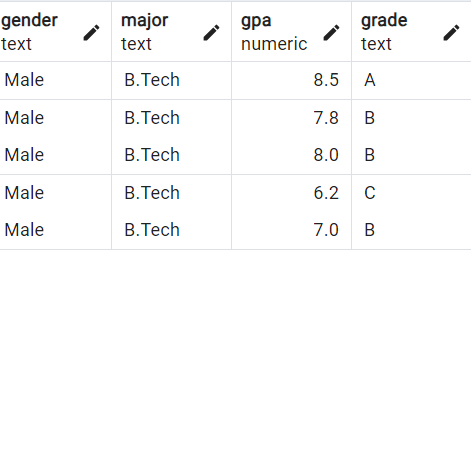 gender major gpa grade
text text numeric text
Male B.Tech 8.5 A
Male B.Tech 7.8 B
Male B.Tech 8.0 B
Male B.Tech 6.2 C
Male B.Tech 7.0 B